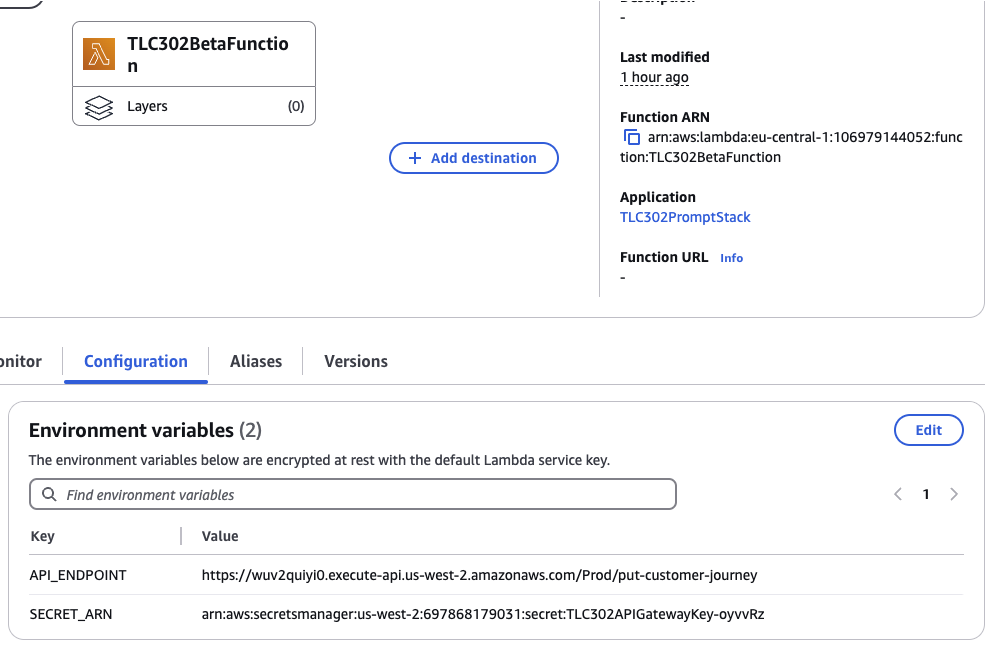 TLC302BetaFunctio
n
Layers (0)
+ Add destination
Description
-
Last modified
1 hour ago
Function ARN
arn:aws:lambda:eu-central-1:106979144052:func
tion:TLC302BetaFunction
Application
TLC302PromptStack
Function URL Info
-
onitor Configuration Aliases Versions
Environment variables (2)
Edit
The environment variables below are encrypted at rest with the default Lambda service key.
Find environment variables
1
Key Value
API_ENDPOINT https://wuv2quiyi0.execute-api.us-west-2.amazonaws.com/Prod/put-customer-journey
SECRET_ARN arn:aws:secretsmanager:us-west-2:697868179031:secret:TLC302APIGatewayKey-oyvvRz